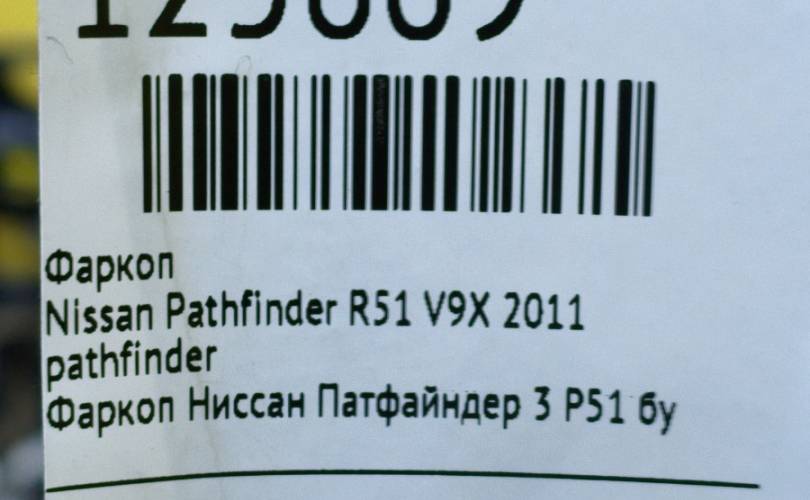 Фаркоп
Nissan Pathfinder R51 V9X 2011
pathfinder
Фаркоп Ниссан Патфайндер 3 Р51 бу